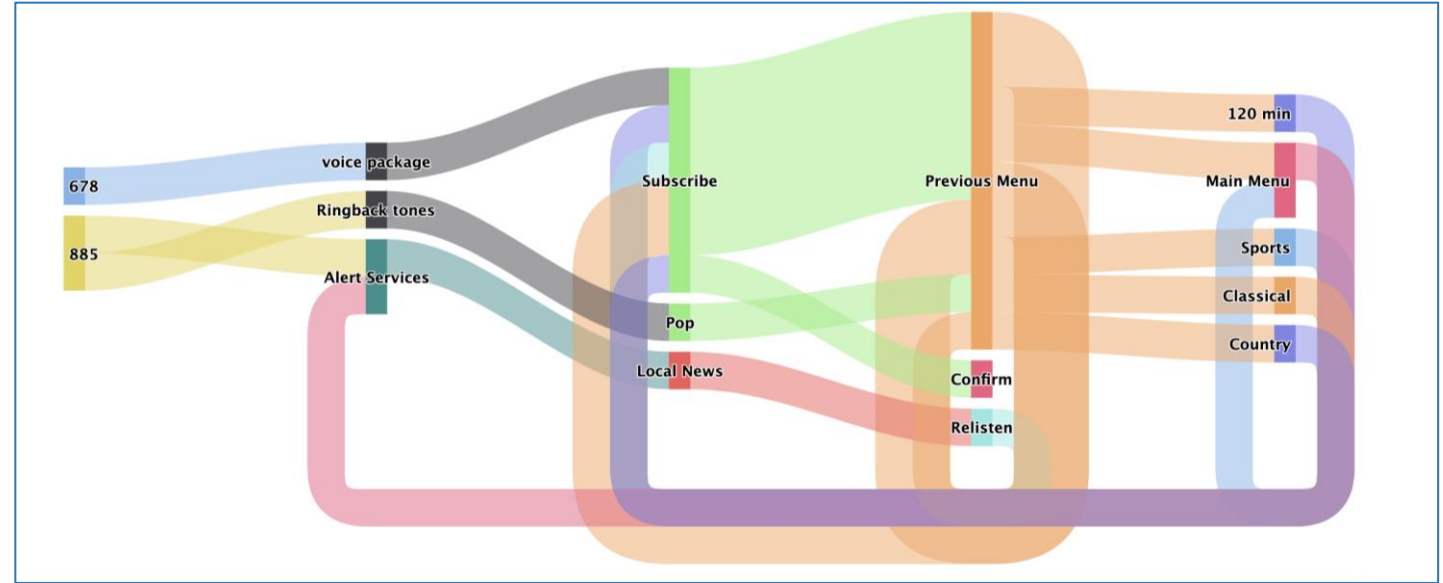 678
885
voice package
Ringback tones
Alert Services
Subscribe
Pop
Local News
Previous Menu
Confirm
Relisten
120 min
Main Menu
Sports
Classical
Country